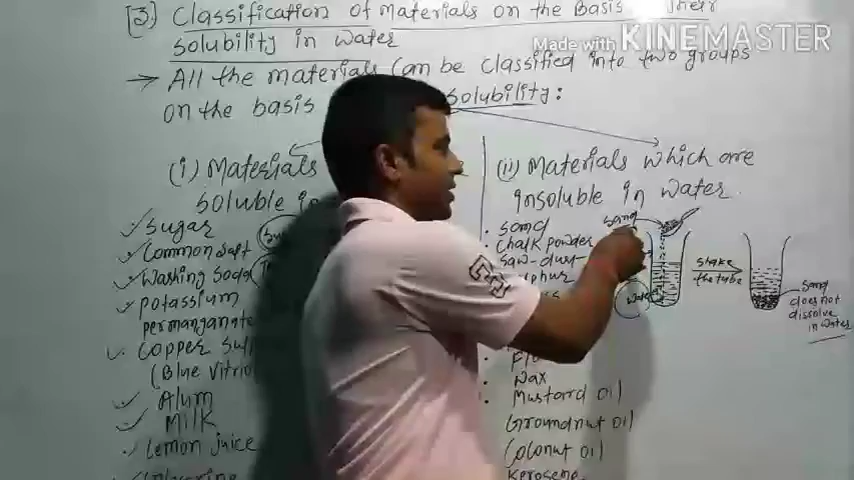 [3] Classification of materials on the Basis their
solubility in water
Made with KINEMASTER
→ All the materials Can be classified into two groups
on the basis solubility:
(i) Materials
soluble in
Sugar
Common salt
Washing Soda
potassium
permanganate
Copper
(Blue vitrio
Alum
Milk
Lemon juice
(ii) Materials which are
insoluble in water.
Sand
Chalk powder
Saw-dust
Wax
Mustard oil
Groundnut oil
Coconut oil
Kerosene
Sand
Water
shake
the tube
Sand
does not
dissolve
in water